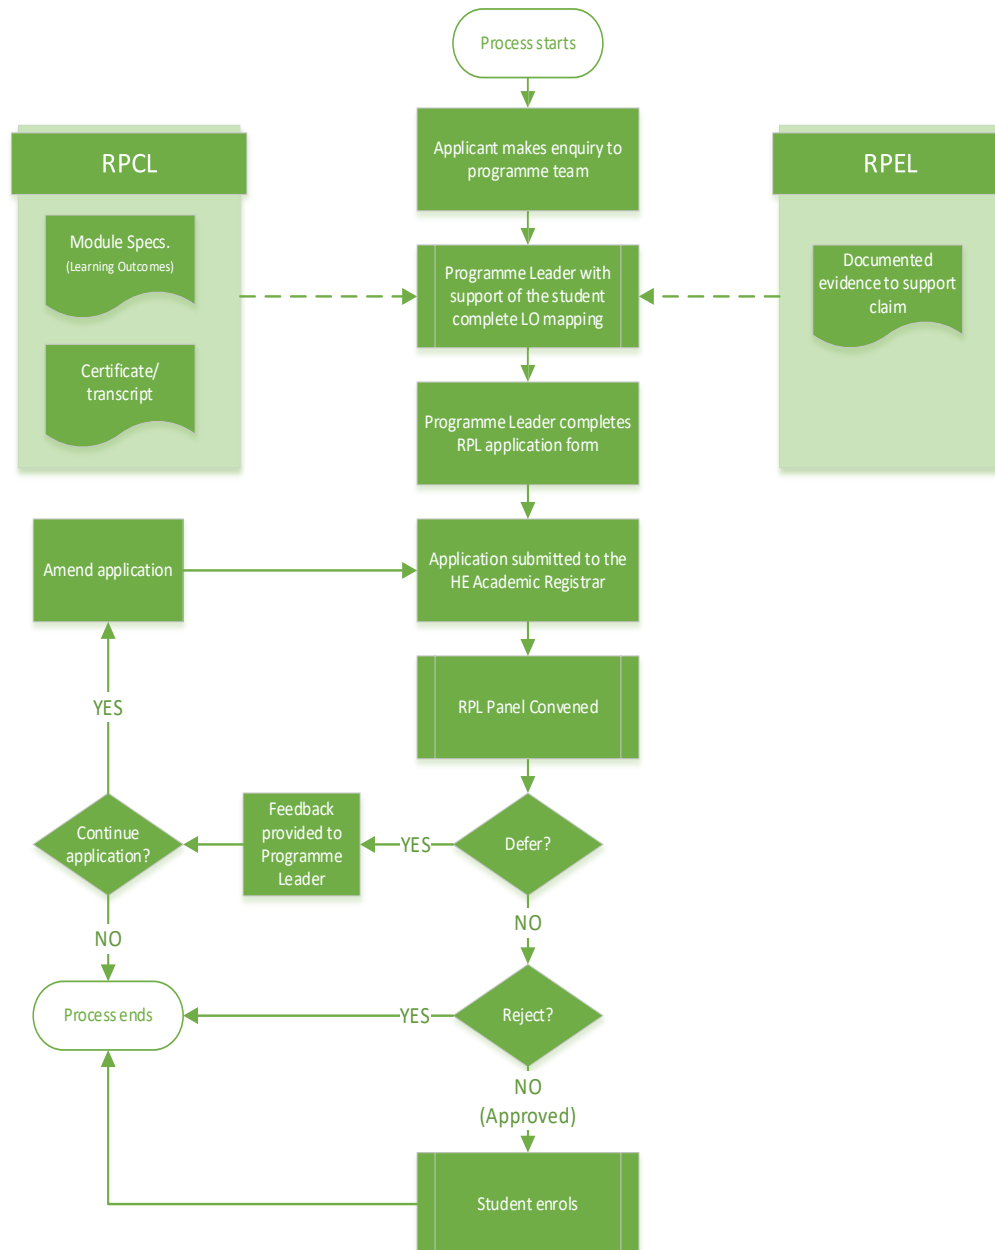 Process starts
Applicant makes enquiry to
programme team
RPCL
Module Specs.
(Learning Outcomes)
Certificate/
transcript
RPEL
Documented
evidence to support
claim
Programme Leader with
support of the student
complete LO mapping
Programme Leader completes
RPL application form
Amend application
Application submitted to the
HE Academic Registrar
RPL Panel Convened
YES
Continue
application?
Feedback
provided to
Programme
Leader
YES
Defer?
NO
NO
Process ends
YES
Reject?
NO
(Approved)
Student enrols